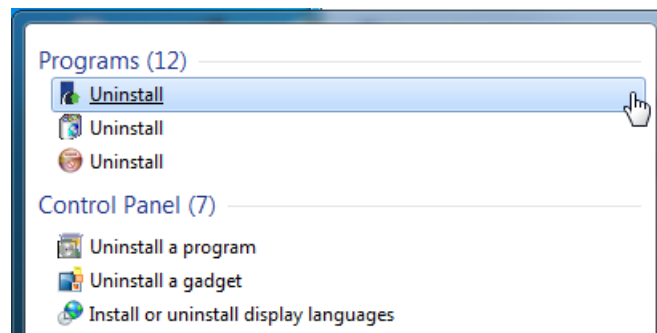 Programs (12)
Uninstall
Uninstall
Uninstall
Control Panel (7)
Uninstall a program
Uninstall a gadget
Install or uninstall display languages